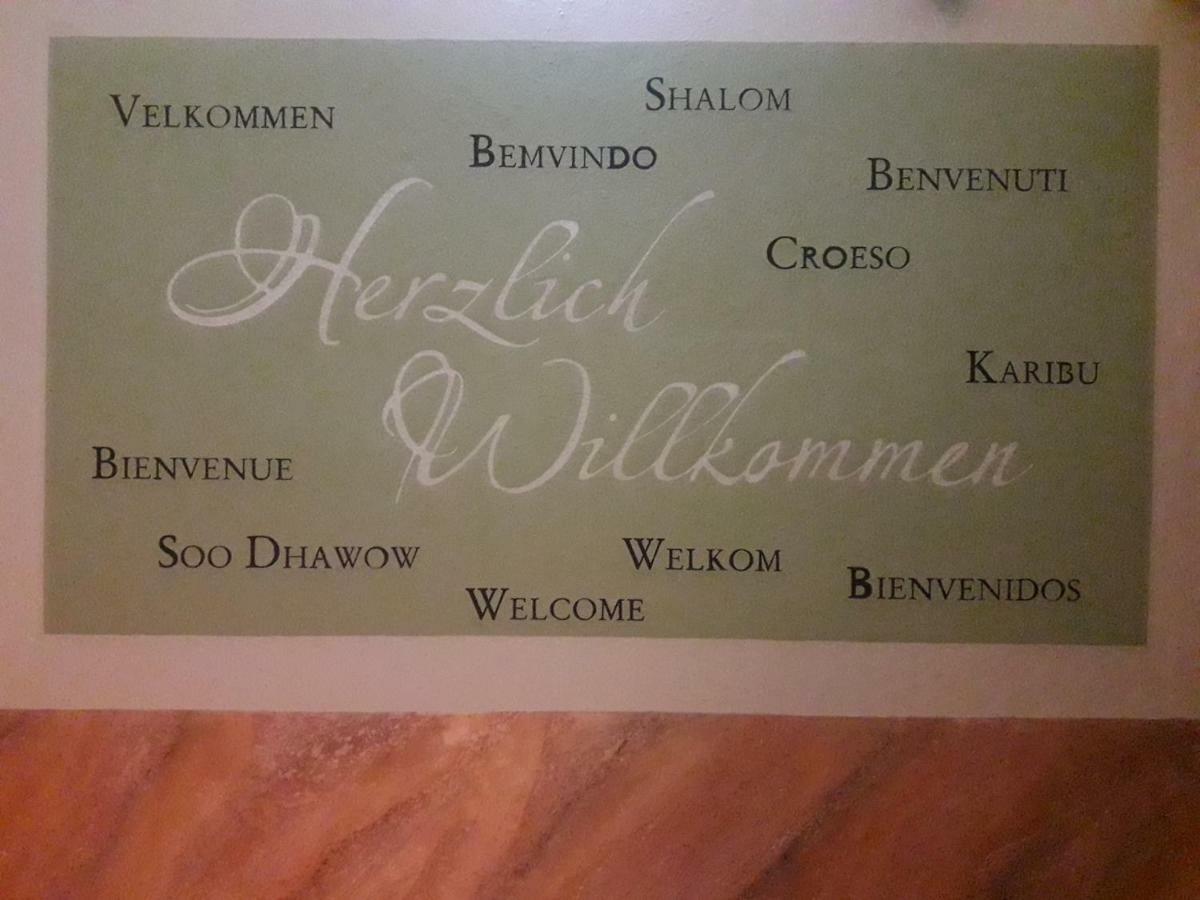 Velkommen
Shalom
Bemvindo
Benvenuti
Herzlich
Croeso
Willkommen
Karibu
Bienvenue
Soo Dhawow
Welkom
Welcome
Bienvenidos